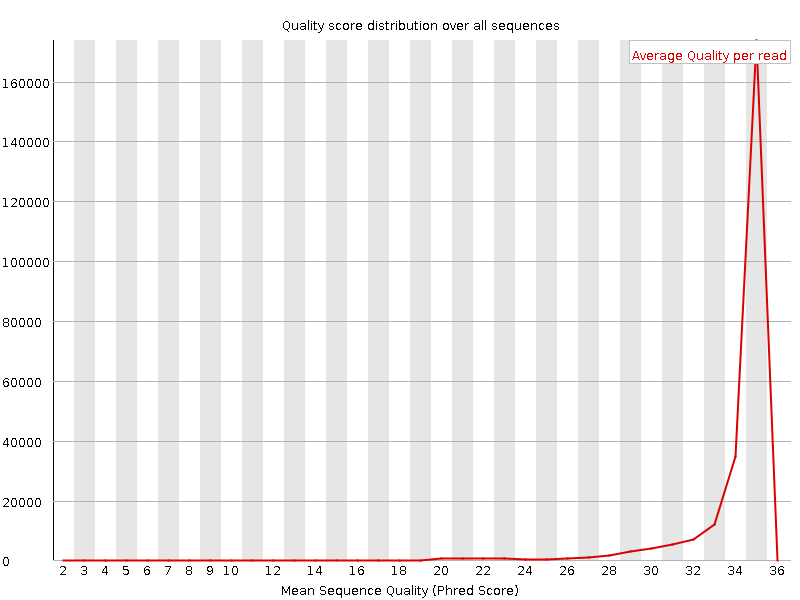 Quality score distribution over all sequences
Average Quality per read
160000
140000
120000
100000
80000
60000
40000
20000
0
2 3 4 5 6 7 8 9 10 12 14 16 18 20 22 24 26 28 30 32 34 36
Mean Sequence Quality (Phred Score)